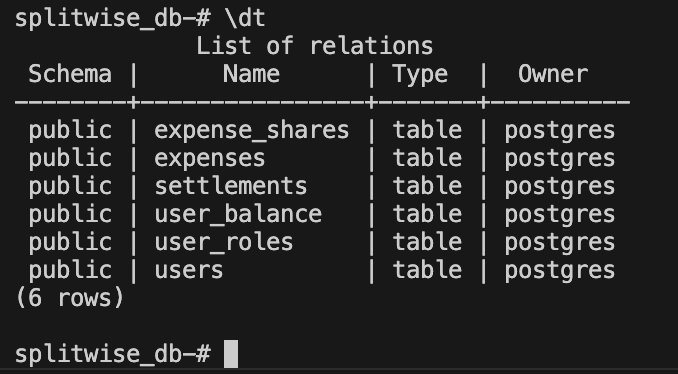 splitwise_db-# \dt
              List of relations
 Schema |      Name      | Type  |  Owner
--------+----------------+-------+----------
 public | expense_shares | table | postgres
 public | expenses       | table | postgres
 public | settlements    | table | postgres
 public | user_balance   | table | postgres
 public | user_roles     | table | postgres
 public | users          | table | postgres
(6 rows)
splitwise_db-#